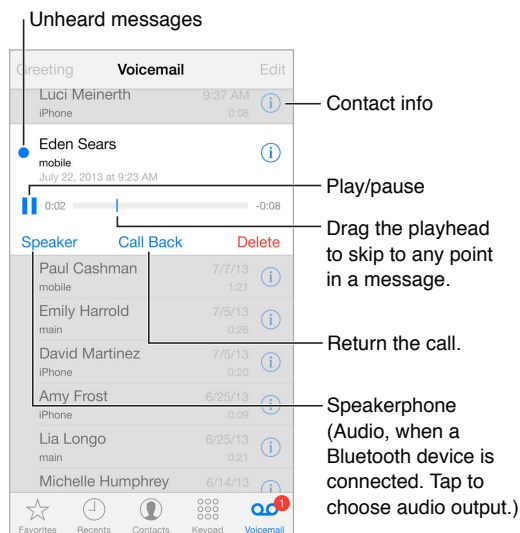 Unheard messages
Greeting Voicemail Edit
Luci Meinerth 9:37 AM
iPhone 0:08
Contact info
Eden Sears
mobile
July 22, 2013 at 9:23 AM
Play/pause
0:02 -0:08
Drag the playhead
to skip to any point
in a message.
Speaker Call Back Delete
Paul Cashman 7/7/13
mobile 1:21
Emily Harrold 7/5/13
main 0:26
Return the call.
David Martinez 7/5/13
iPhone 0:20
Amy Frost 6/25/13
iPhone 0:09
Speakerphone
(Audio, when a
Bluetooth device is
connected. Tap to
choose audio output.)
Lia Longo 6/25/13
main 0:21
Michelle Humphrey 6/14/13
1
Favorites Recents Contacts Keypad Voicemail